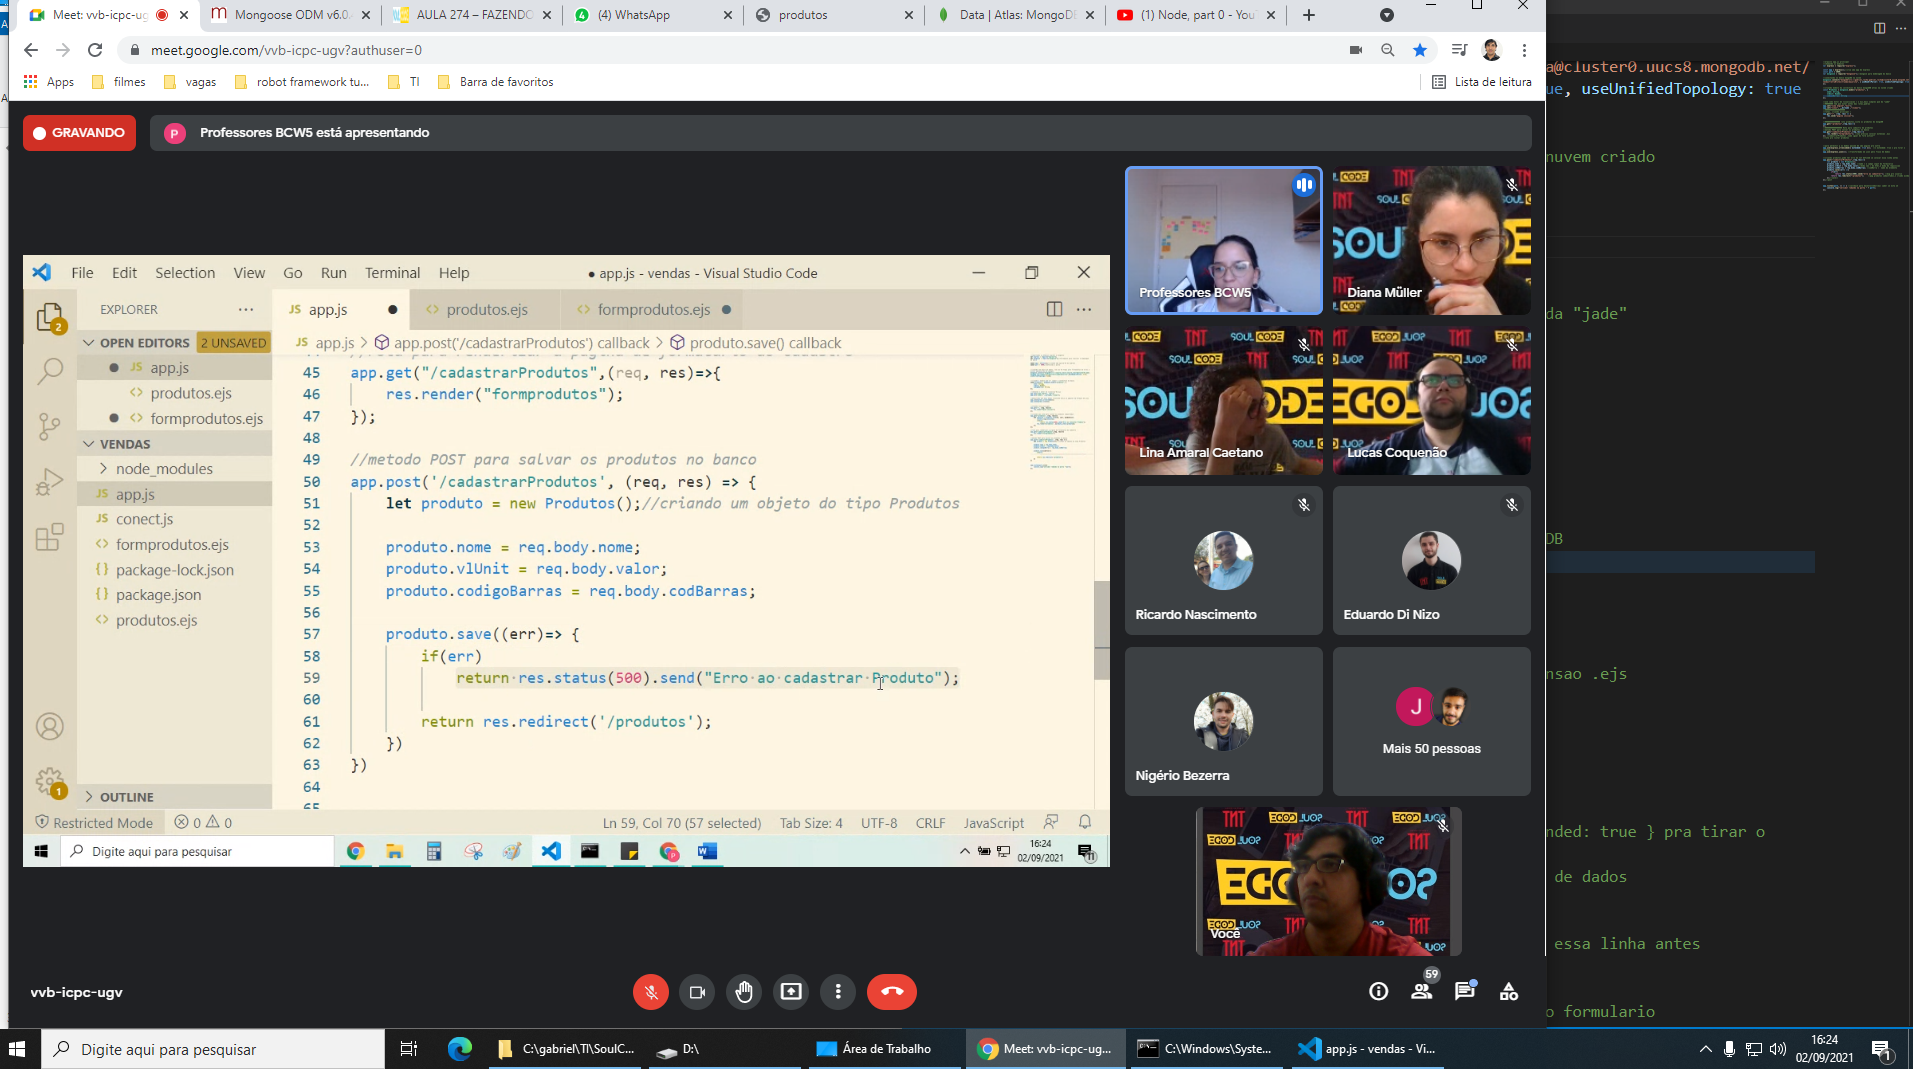 Meet: vvb-icpc-ug
Mongoose ODM v6.0.
AULA 274 – FAZENDO
(4) WhatsApp
produtos
Data | Atlas: MongoD
(1) Node, part 0 - You
meet.google.com/vvb-icpc-ugv?authuser=0
Apps
filmes
vagas
robot framework tu...
TI
Barra de favoritos
Lista de leitura
GRAVANDO
P
Professores BCW5 está apresentando
File Edit Selection View Go Run Terminal Help
● app.js - vendas - Visual Studio Code
EXPLORER
JS app.js
produtos.ejs
formprodutos.ejs
OPEN EDITORS
2 UNSAVED
JS app.js
produtos.ejs
formprodutos.ejs
VENDAS
node_modules
JS app.js
JS conect.js
formprodutos.ejs
package-lock.json
package.json
produtos.ejs
OUTLINE
2
1
JS app.js > app.post('/cadastrarProdutos') callback > produto.save() callback
45 app.get("/cadastrarProdutos",(req, res)=>{
46 res.render("formprodutos");
47 });
48
49 //metodo POST para salvar os produtos no banco
50 app.post('/cadastrarProdutos', (req, res) => {
51 let produto = new Produtos();//criando um objeto do tipo Produtos
52
53 produto.nome = req.body.nome;
54 produto.vlUnit = req.body.valor;
55 produto.codigoBarras = req.body.codBarras;
56
57 produto.save((err)=> {
58 if(err)
59 return res.status(500).send("Erro ao cadastrar Produto");
60
61 return res.redirect('/produtos');
62 })
63 })
64
65
Restricted Mode
0 0
Ln 59, Col 70 (57 selected)
Tab Size: 4
UTF-8
CRLF
JavaScript
Digite aqui para pesquisar
16:24
02/09/2021
11
Professores BCW5
Diana Müller
Lina Amaral Caetano
Lucas Coquenão
Ricardo Nascimento
Eduardo Di Nizo
Nigério Bezerra
J
Mais 50 pessoas
Você
TNT
SOUL CODE
vvb-icpc-ugv
59
a@cluster0.uucs8.mongodb.net/
ue, useUnifiedTopology: true
nuvem criado
da "jade"
DB
nsao .ejs
nded: true } pra tirar o
de dados
essa linha antes
o formulario
Digite aqui para pesquisar
C:\gabriel\TI\SoulC...
D:\
Área de Trabalho
Meet: vvb-icpc-ug...
C:\Windows\Syste...
app.js - vendas - Vi...
16:24
02/09/2021
1